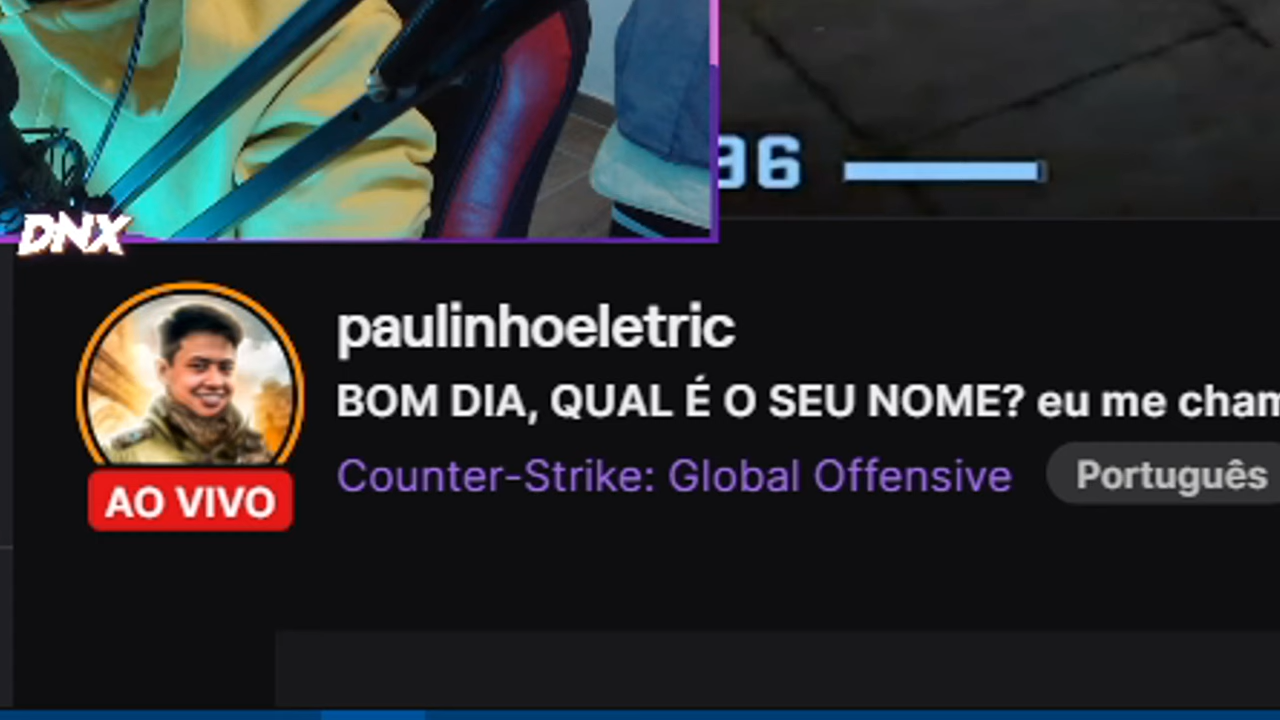 96
DNX
paulinhoeletric
BOM DIA, QUAL É O SEU NOME? eu me cham
Counter-Strike: Global Offensive
Português
AO VIVO